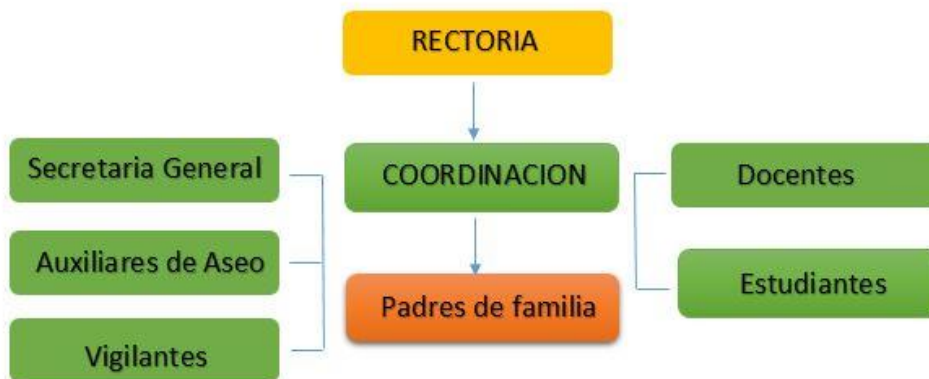 RECTORIA
Secretaria General
COORDINACION
Docentes
Auxiliares de Aseo
Padres de familia
Estudiantes
Vigilantes